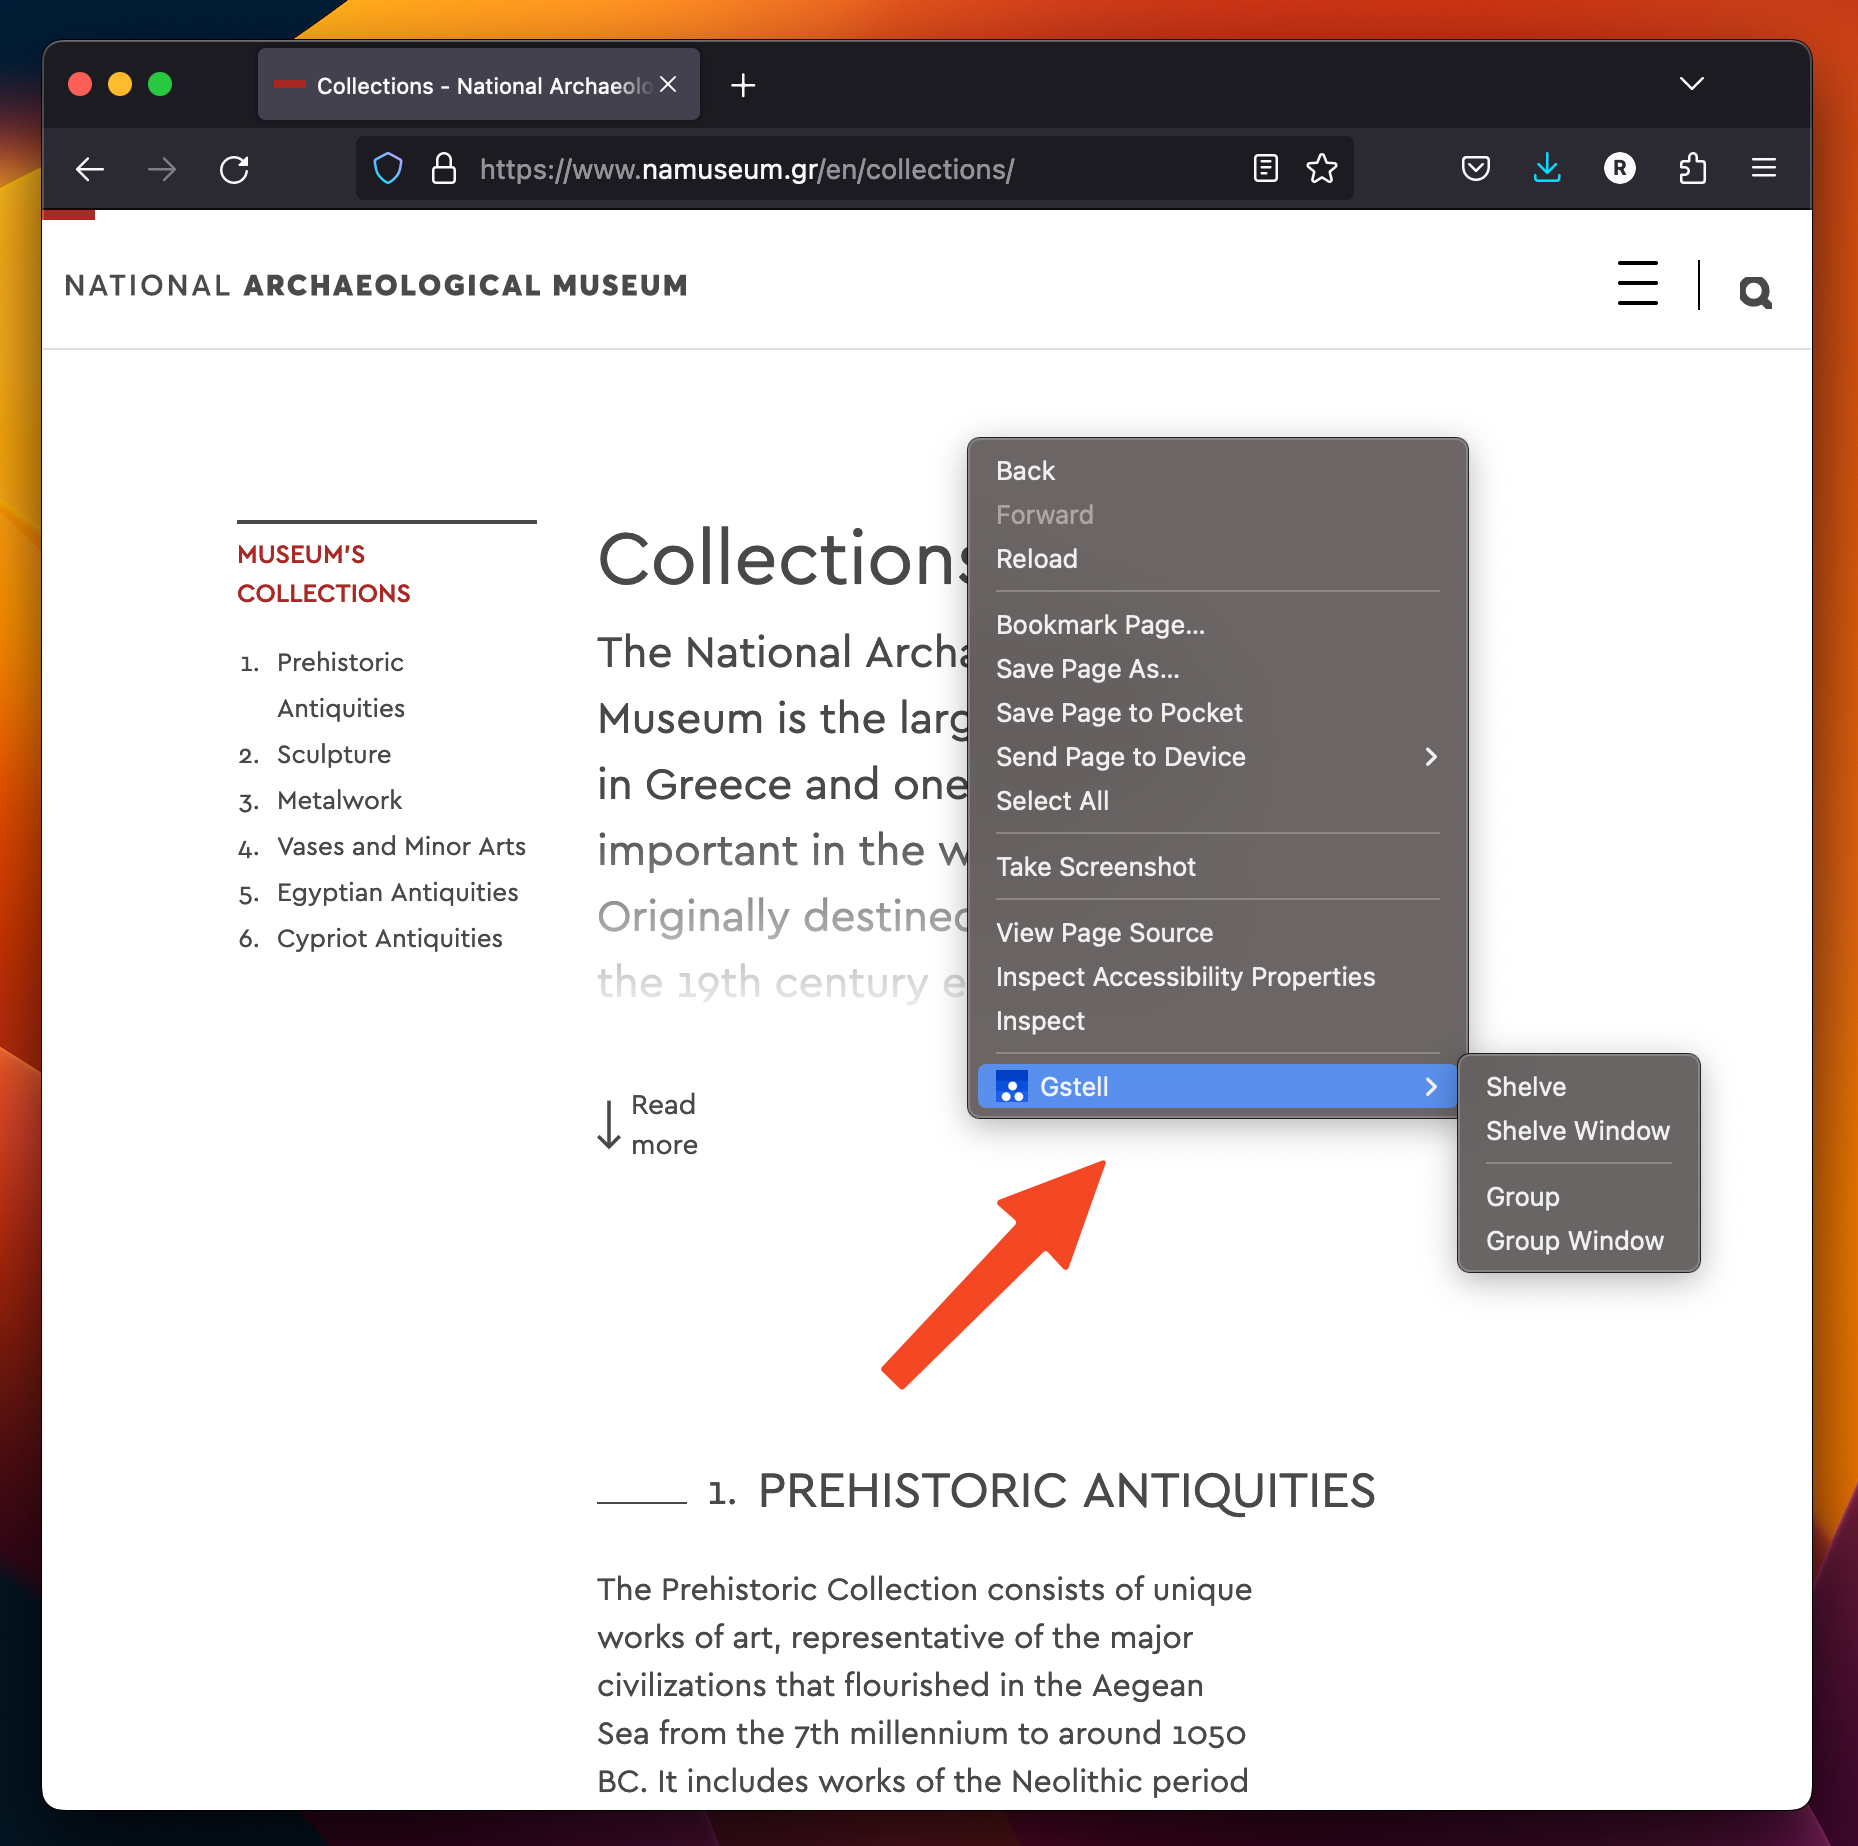 Collections - National Archaeolo
https://www.namuseum.gr/en/collections/
R
NATIONAL ARCHAEOLOGICAL MUSEUM
MUSEUM'S
COLLECTIONS
1. Prehistoric
Antiquities
2. Sculpture
3. Metalwork
4. Vases and Minor Arts
5. Egyptian Antiquities
6. Cypriot Antiquities
Collections
The National Archa
Museum is the larg
in Greece and one
important in the w
Originally destined
the 19th century e
Read
more
Back
Forward
Reload
Bookmark Page...
Save Page As...
Save Page to Pocket
Send Page to Device
Select All
Take Screenshot
View Page Source
Inspect Accessibility Properties
Inspect
Gstell
Shelve
Shelve Window
Group
Group Window
1. PREHISTORIC ANTIQUITIES
The Prehistoric Collection consists of unique
works of art, representative of the major
civilizations that flourished in the Aegean
Sea from the 7th millennium to around 1050
BC. It includes works of the Neolithic period